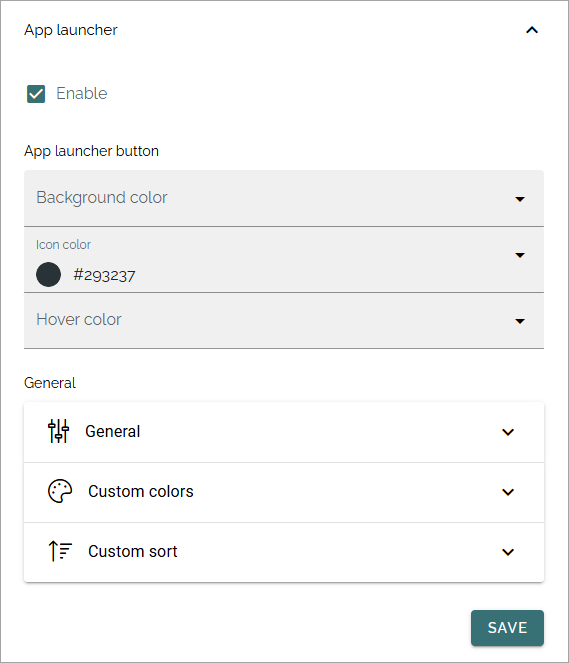 App launcher
Enable
App launcher button
Background color
Icon color
#293237
Hover color
General
General
Custom colors
Custom sort
SAVE